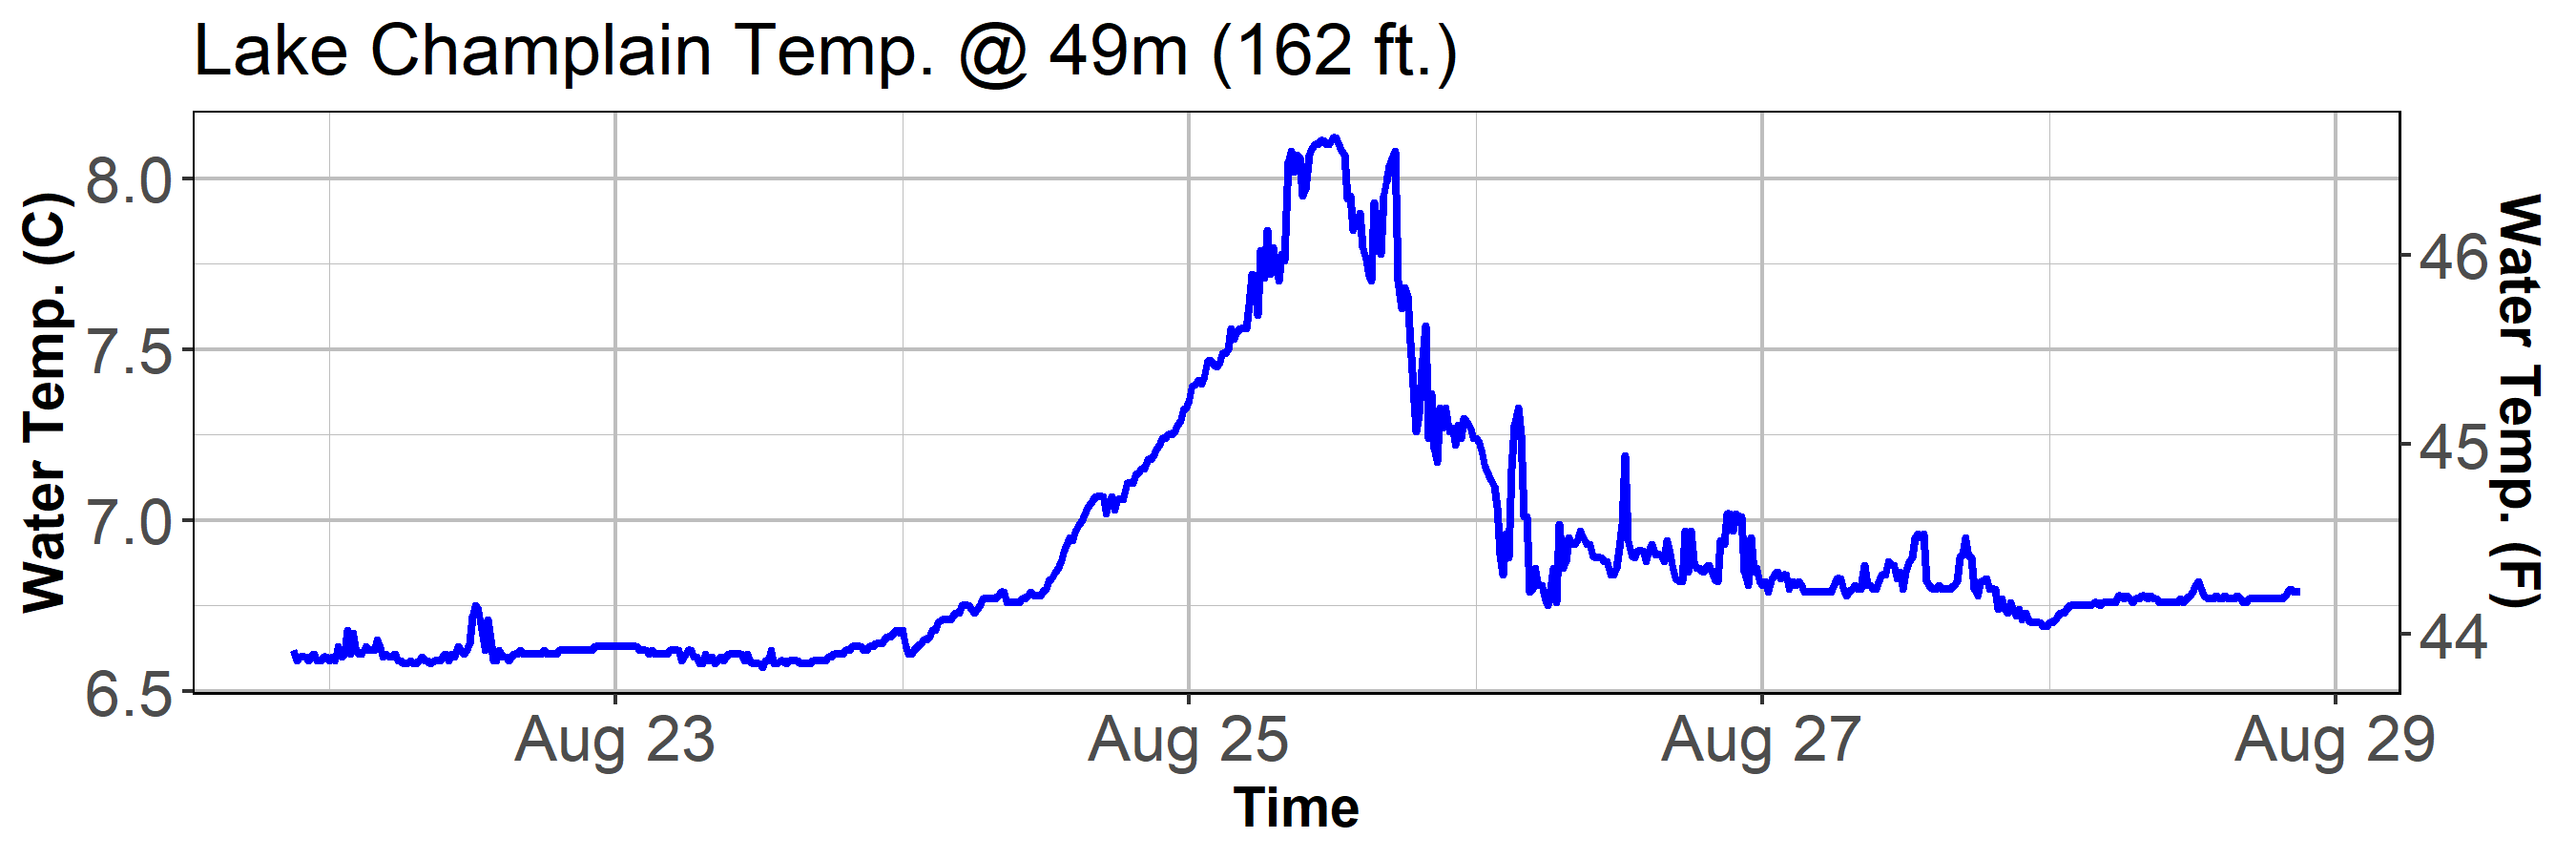 Lake Champlain Temp. @ 49m (162 ft.)
Water Temp. (C)
8.0
7.5
7.0
6.5
46
45
44
Water Temp. (F)
Aug 23 Aug 25 Aug 27 Aug 29
Time